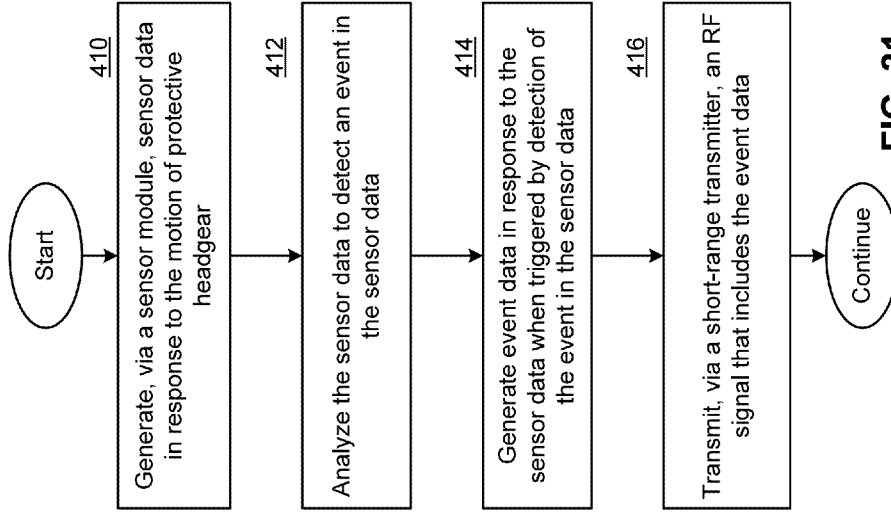 Start
410
Generate, via a sensor module, sensor data
in response to the motion of protective
headgear
412
Analyze the sensor data to detect an event in
the sensor data
414
Generate event data in response to the
sensor data when triggered by detection of
the event in the sensor data
416
Transmit, via a short-range transmitter, an RF
signal that includes the event data
Continue
FIG. 21